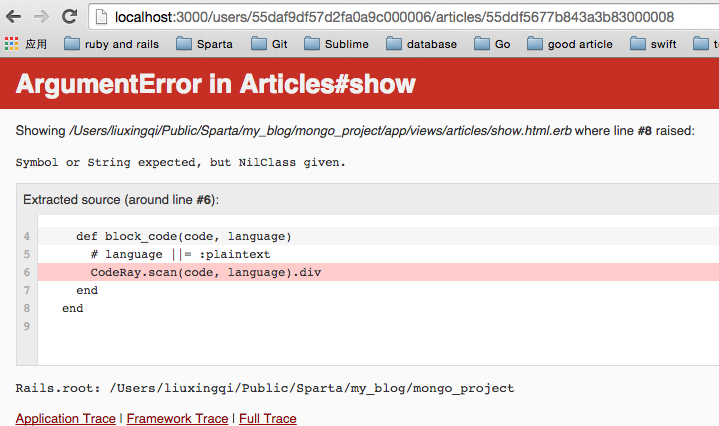 localhost:3000/users/55daf9df57d2fa0a9c000006/articles/55ddf5677b843a3b83000008
应用 ruby and rails Sparta Git Sublime database Go good article swift
ArgumentError in Articles#show
Showing /Users/liuxingqi/Public/Sparta/my_blog/mongo_project/app/views/articles/show.html.erb where line #8 raised:
Symbol or String expected, but NilClass given.
Extracted source (around line #6):
4 def block_code(code, language)
5 # language ||= :plaintext
6 CodeRay.scan(code, language).div
7 end
8 end
9
Rails.root: /Users/liuxingqi/Public/Sparta/my_blog/mongo_project
Application Trace | Framework Trace | Full Trace